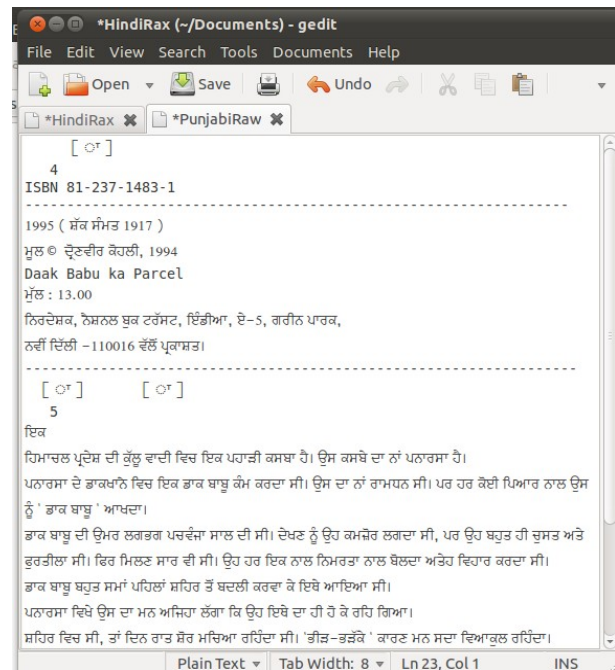 *HindiRax (~/Documents) - gedit
File Edit View Search Tools Documents Help
Open Save Undo
*HindiRax *PunjabiRaw
[ ਾ ]
4
ISBN 81-237-1483-1
-----------------------------------------------------------------
1995 ( ਸ਼ੱਕ ਸੰਮਤ 1917 )
ਮੂਲ © ਦ੍ਰੋਣਵੀਰ ਕੋਹਲੀ, 1994
Daak Babu ka Parcel
ਮੁੱਲ : 13.00
ਨਿਰਦੇਸ਼ਕ, ਨੈਸ਼ਨਲ ਬੁਕ ਟਰੱਸਟ, ਇੰਡੀਆ, ਏ-5, ਗਰੀਨ ਪਾਰਕ,
ਨਵੀਂ ਦਿੱਲੀ -110016 ਵੱਲੋਂ ਪ੍ਰਕਾਸ਼ਤ।
------------------------------------------------------------------
[ ਾ ] [ ਾ ]
5
ਇਕ
ਹਿਮਾਚਲ ਪ੍ਰਦੇਸ਼ ਦੀ ਕੁੱਲੂ ਵਾਦੀ ਵਿਚ ਇਕ ਪਹਾੜੀ ਕਸਬਾ ਹੈ। ਉਸ ਕਸਬੇ ਦਾ ਨਾਂ ਪਨਾਰਸਾ ਹੈ।
ਪਨਾਰਸਾ ਦੇ ਡਾਕਖਾਨੇ ਵਿਚ ਇਕ ਡਾਕ ਬਾਬੂ ਕੰਮ ਕਰਦਾ ਸੀ। ਉਸ ਦਾ ਨਾਂ ਰਾਮਧਨ ਸੀ। ਪਰ ਹਰ ਕੋਈ ਪਿਆਰ ਨਾਲ ਉਸ
ਨੂੰ ' ਡਾਕ ਬਾਬੂ ' ਆਖਦਾ।
ਡਾਕ ਬਾਬੂ ਦੀ ਉਮਰ ਲਗਭਗ ਪਚਵੰਜਾ ਸਾਲ ਦੀ ਸੀ। ਦੇਖਣ ਨੂੰ ਉਹ ਕਮਜ਼ੋਰ ਲਗਦਾ ਸੀ, ਪਰ ਉਹ ਬਹੁਤ ਹੀ ਚੁਸਤ ਅਤੇ
ਫੁਰਤੀਲਾ ਸੀ। ਫਿਰ ਮਿਲਣ ਸਾਰ ਵੀ ਸੀ। ਉਹ ਹਰ ਇਕ ਨਾਲ ਨਿਮਰਤਾ ਨਾਲ ਬੋਲਦਾ ਅਤੇਹ ਵਿਹਾਰ ਕਰਦਾ ਸੀ।
ਡਾਕ ਬਾਬੂ ਬਹੁਤ ਸਮਾਂ ਪਹਿਲਾਂ ਸ਼ਹਿਰ ਤੋਂ ਬਦਲੀ ਕਰਵਾ ਕੇ ਇਥੇ ਆਇਆ ਸੀ।
ਪਨਾਰਸਾ ਵਿਖੇ ਉਸ ਦਾ ਮਨ ਅਜਿਹਾ ਲੱਗਾ ਕਿ ਉਹ ਇਥੇ ਦਾ ਹੀ ਹੋ ਕੇ ਰਹਿ ਗਿਆ।
ਸ਼ਹਿਰ ਵਿਚ ਸੀ, ਤਾਂ ਦਿਨ ਰਾਤ ਸ਼ੋਰ ਮਚਿਆ ਰਹਿੰਦਾ ਸੀ। 'ਭੀੜ-ਭੜੱਕੇ ' ਕਾਰਣ ਮਨ ਸਦਾ ਵਿਆਕੁਲ ਰਹਿੰਦਾ।
Plain Text Tab Width: 8 Ln 23, Col 1 INS